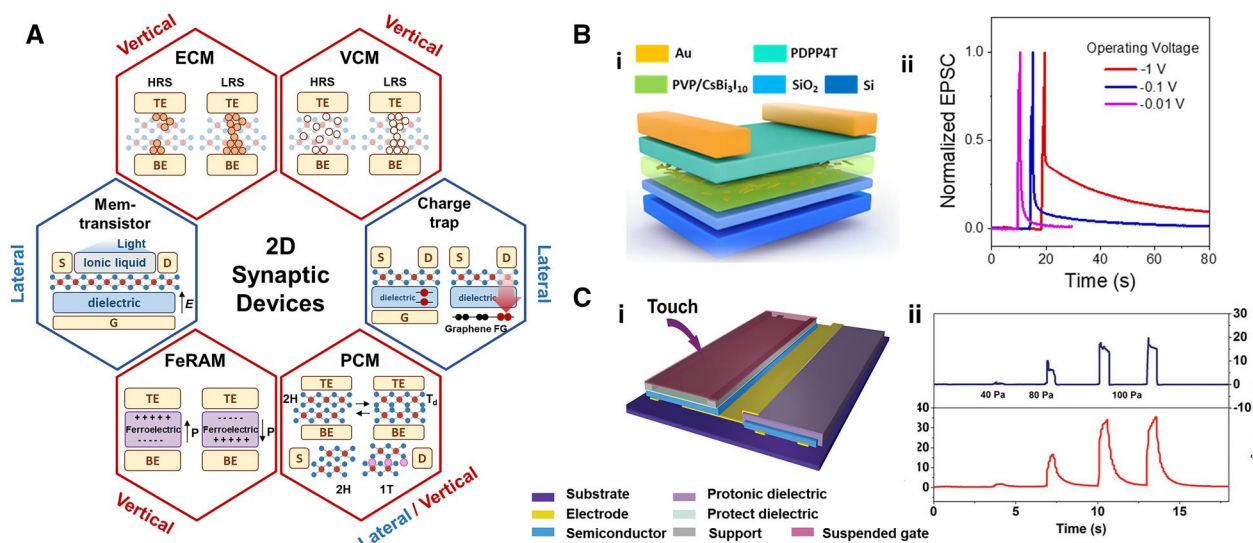 A
Vertical
Vertical
ECM
HRS
LRS
TE
TE
BE
BE
VCM
HRS
LRS
TE
TE
BE
BE
Mem-
transistor
Light
S
Ionic liquid
D
dielectric
E
G
Lateral
2D
Synaptic
Devices
Charge
trap
S
D
S
D
dielectric
dielectric
G
Graphene FG
Lateral
FeRAM
TE
TE
+ + + + +
- - - - -
Ferroelectric
P
Ferroelectric
P
- - - - -
+ + + + +
BE
BE
Vertical
PCM
TE
TE
2H
Td
BE
BE
S
D
2H
1T
Lateral / Vertical
B
i
Au
PDPP4T
PVP/CsBi3I10
SiO2
Si
ii
Operating Voltage
-1 V
-0.1 V
-0.01 V
Normalized EPSC
1.0
0.5
0.0
0
20
40
60
80
Time (s)
C
i
Touch
Substrate
Protonic dielectric
Electrode
Protect dielectric
Semiconductor
Support
Suspended gate
ii
30
20
10
0
-10
40 Pa
80 Pa
100 Pa
40
30
20
10
0
0
5
10
15
Time (s)